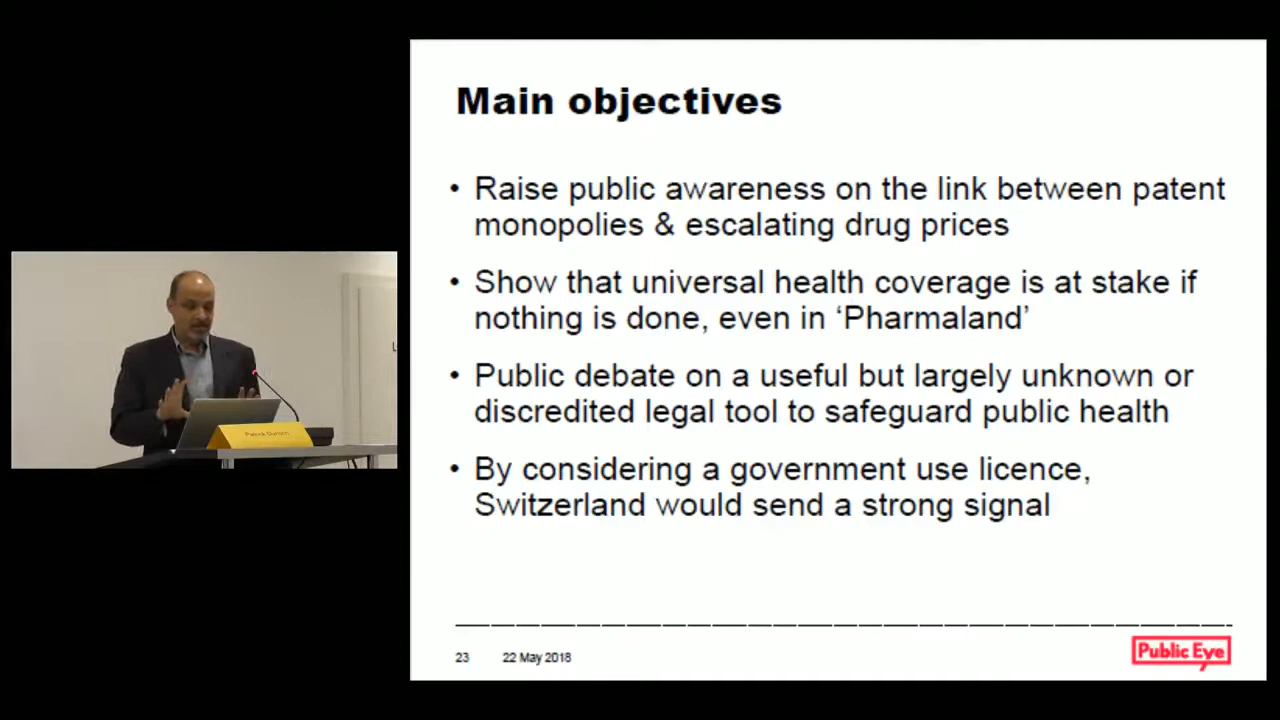 Main objectives
• Raise public awareness on the link between patent
monopolies & escalating drug prices
• Show that universal health coverage is at stake if
nothing is done, even in ‘Pharmaland’
• Public debate on a useful but largely unknown or
discredited legal tool to safeguard public health
• By considering a government use licence,
Switzerland would send a strong signal
23 22 May 2018
Public Eye
Patrick